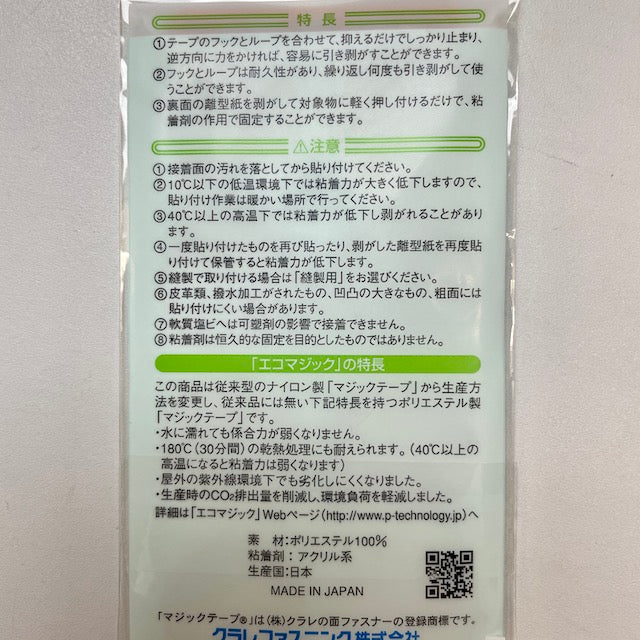 特長
①テープのフックとループを合わせて、抑えるだけでしっかり止まり、
逆方向に力をかければ、容易に引き剥がすことができます。
②フックとループは耐久性があり、繰り返し何度も引き剥がして使
うことができます。
③裏面の離型紙を剥がして対象物に軽く押し付けるだけで、粘
着剤の作用で固定することができます。
⚠注意
①接着面の汚れを落としてから貼り付けてください。
②10℃以下の低温環境下では粘着力が大きく低下しますので、
貼り付け作業は暖かい場所で行ってください。
③40℃以上の高温下では粘着力が低下し剥がれることがあり
ます。
④一度貼り付けたものを再び貼ったり、剥がした離型紙を再度貼
り付けて保管すると粘着力が低下します。
⑤縫製で取り付ける場合は「縫製用」をお選びください。
⑥皮革類、撥水加工がされたもの、凹凸の大きなもの、粗面には
貼り付けにくい場合があります。
⑦軟質塩ビへは可塑剤の影響で接着できません。
⑧粘着剤は恒久的な固定を目的としたものではありません。
「エコマジック」の特長
この商品は従来型のナイロン製「マジックテープ」から生産方
法を変更し、従来品には無い下記特長を持つポリエステル製
「マジックテープ」です。
・水に濡れても係合力が弱くなりません。
・180℃(30分間)の乾熱処理にも耐えられます。(40℃以上の
高温になると粘着力は弱くなります)
・屋外の紫外線環境下でも劣化しにくくなりました。
・生産時のCO₂排出量を削減し、環境負荷を軽減しました。
詳細は「エコマジック」Webページ(http://www.p-technology.jp)へ
素 材：ポリエステル100%
粘着剤：アクリル系
生産国：日本
MADE IN JAPAN
「マジックテープ®」は(株)クラレの面ファスナーの登録商標です。
クラレファスニング株式会社